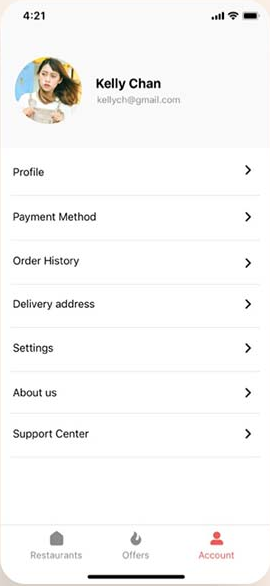 4:21
Kelly Chan
kellych@gmail.com
Profile
Payment Method
Order History
Delivery address
Settings
About us
Support Center
Restaurants
Offers
Account